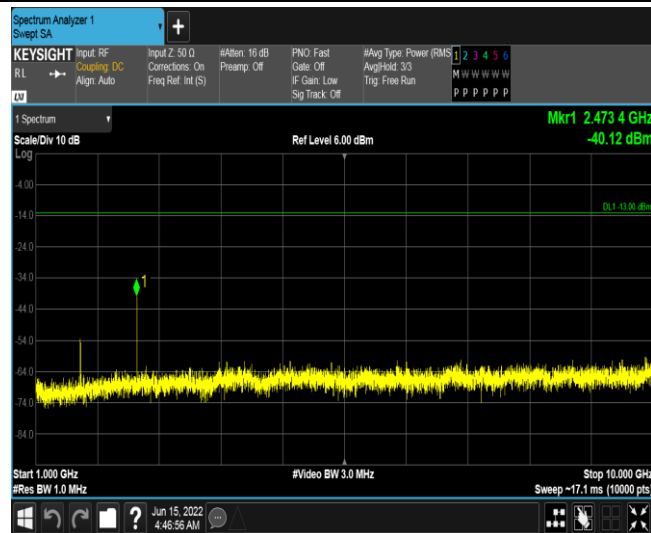 Spectrum Analyzer 1
Swept SA
+
KEYSIGHT Input: RF Input Z: 50 Ω #Atten: 16 dB PNO: Fast #Avg Type: Power (RMS 1 2 3 4 5 6
RL Coupling: DC Corrections: On Preamp: Off Gate: Off Avg|Hold: 3/3 M W W W W W
Align: Auto Freq Ref: Int (S) IF Gain: Low Trig: Free Run
Sig Track: Off P P P P P P
LXI
1 Spectrum Mkr1 2.473 4 GHz
Scale/Div 10 dB Ref Level 6.00 dBm -40.12 dBm
Log
-4.00
DL1 -13.00 dBm
-14.0
-24.0
-34.0
1
-44.0
-54.0
-64.0
-74.0
-84.0
Start 1.000 GHz #Video BW 3.0 MHz Stop 10.000 GHz
#Res BW 1.0 MHz Sweep ~17.1 ms (10000 pts)
? Jun 15, 2022
4:46:56 AM